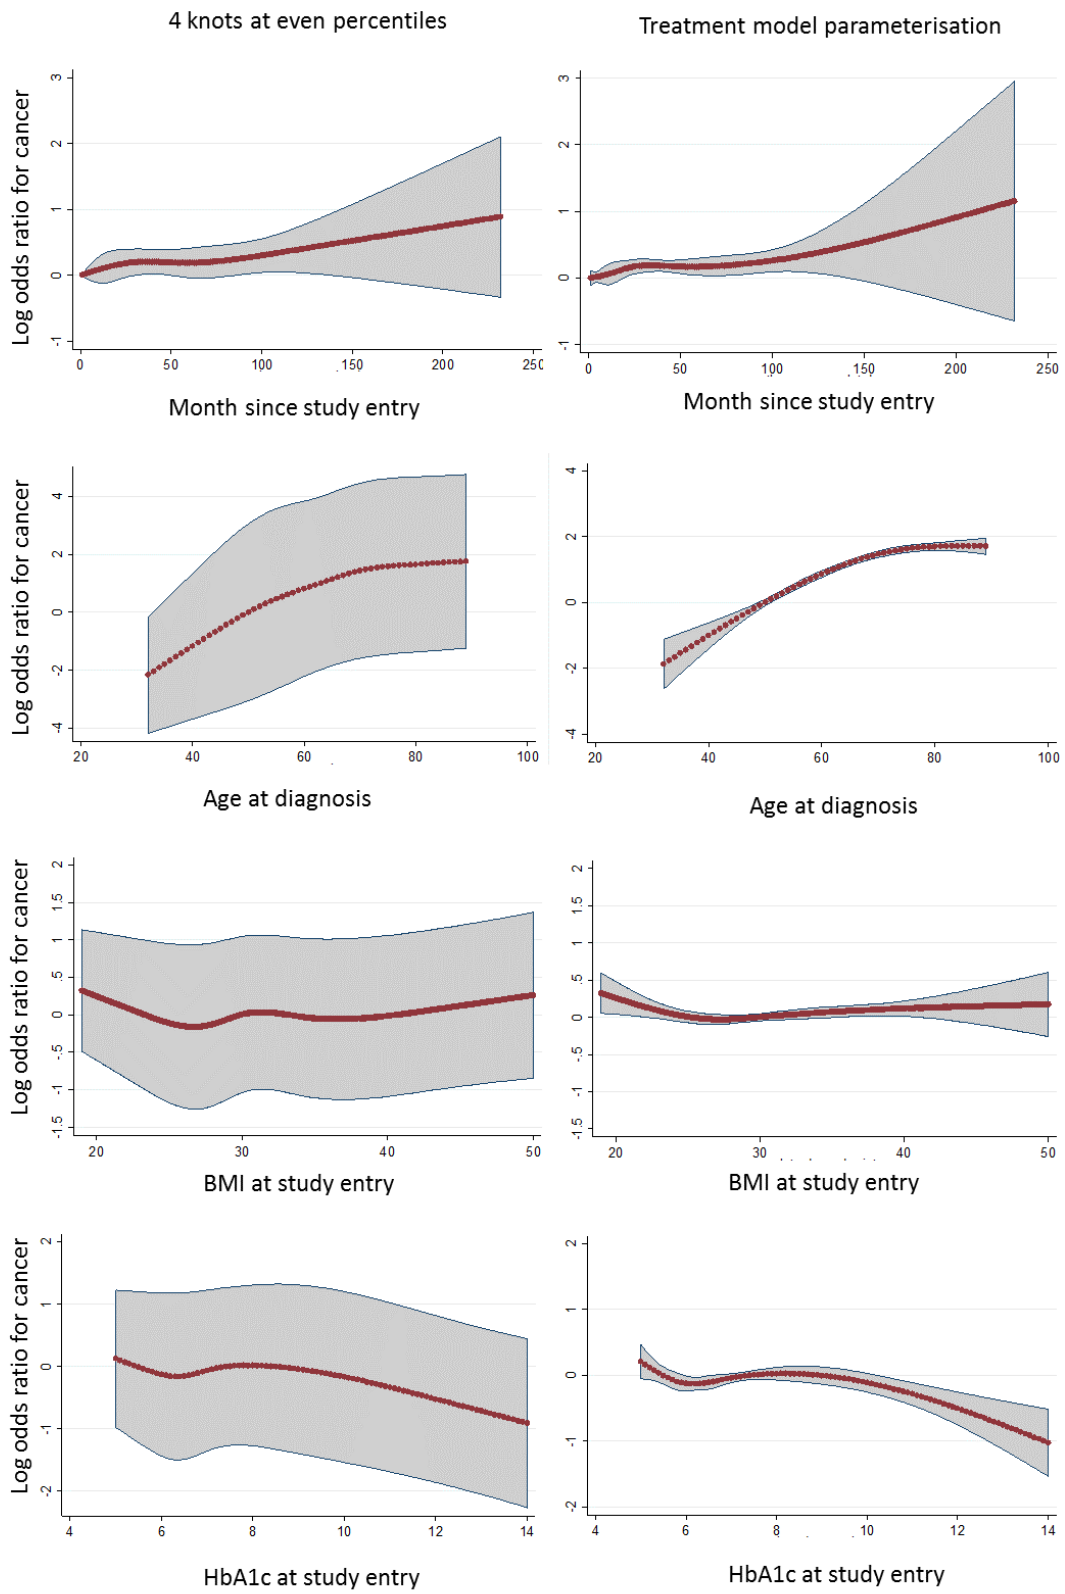 4 knots at even percentiles
Treatment model parameterisation
Log odds ratio for cancer
3
2
1
0
-1
0 50 100 150 200 250
Month since study entry
3
2
1
0
-1
0 50 100 150 200 250
Month since study entry
Log odds ratio for cancer
4
2
0
-2
-4
20 40 60 80 100
Age at diagnosis
4
2
0
-2
-4
20 40 60 80 100
Age at diagnosis
Log odds ratio for cancer
2
1.5
1
.5
0
-.5
-1
-1.5
20 30 40 50
BMI at study entry
2
1.5
1
.5
0
-.5
-1
-1.5
20 30 40 50
BMI at study entry
Log odds ratio for cancer
2
1
0
-1
-2
4 6 8 10 12 14
HbA1c at study entry
2
1
0
-1
-2
4 6 8 10 12 14
HbA1c at study entry